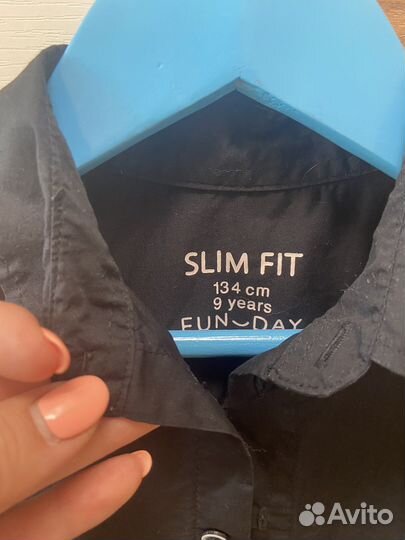 SLIM FIT
134 cm
9 years
FUN DAY
Avito